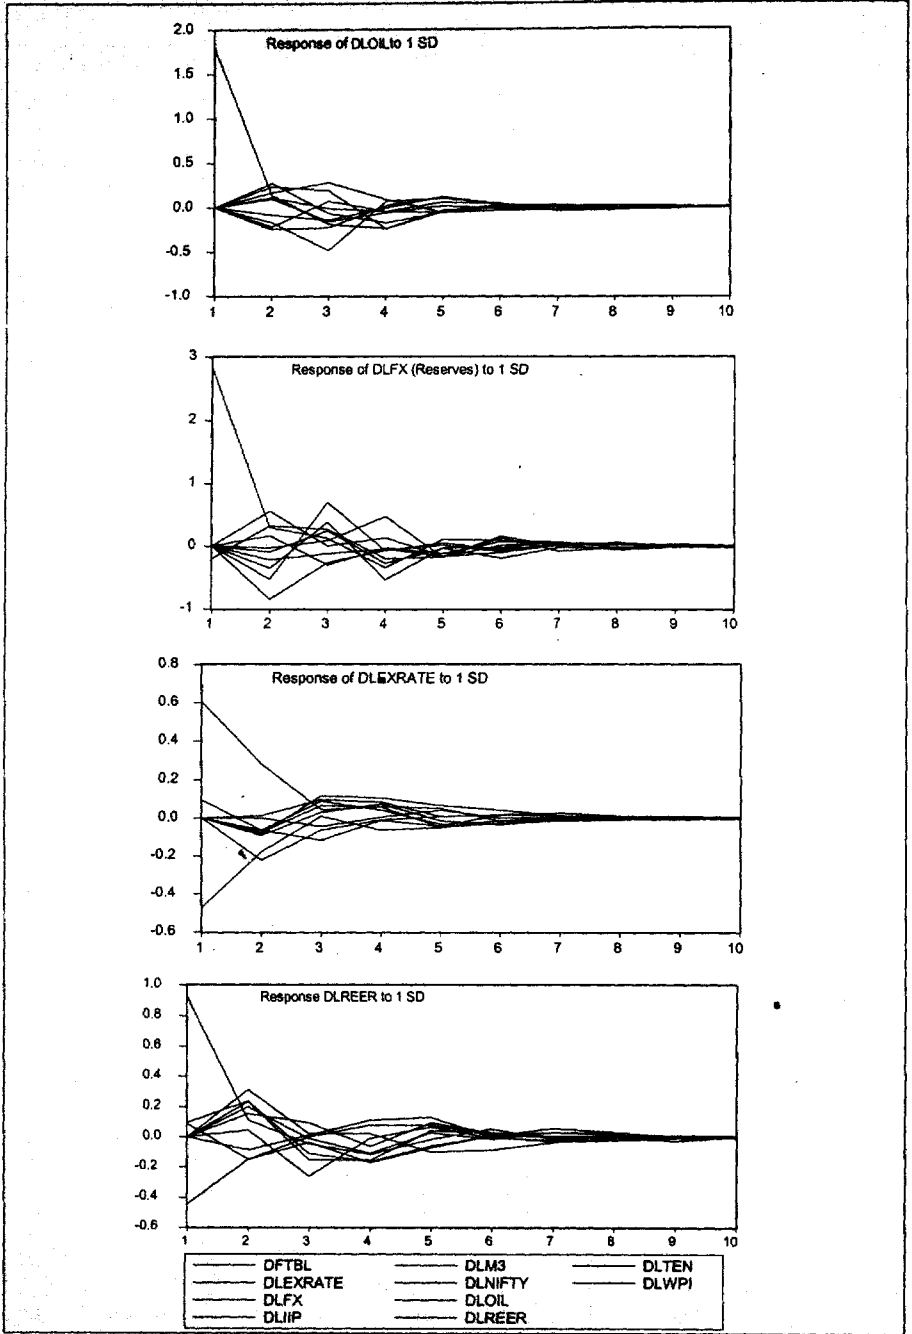 2.0
Response of DLOILto 1 SD
1.5
1.0
0.5
0.0
-0.5
-1.0
1 2 3 4 5 6 7 8 9 10
3
Response of DLFX (Reserves) to 1 SD
2
1
0
-1
1 2 3 4 5 6 7 8 9 10
0.8
Response of DLEXRATE to 1 SD
0.6
0.4
0.2
0.0
-0.2
-0.4
-0.6
1 2 3 4 5 6 7 8 9 10
1.0
Response DLREER to 1 SD
0.8
0.6
0.4
0.2
0.0
-0.2
-0.4
-0.6
1 2 3 4 5 6 7 8 9 10
DFTBL DLM3 DLTEN
DLEXRATE DLNIFTY DLWPI
DLFX DLOIL
DLIIP DLREER